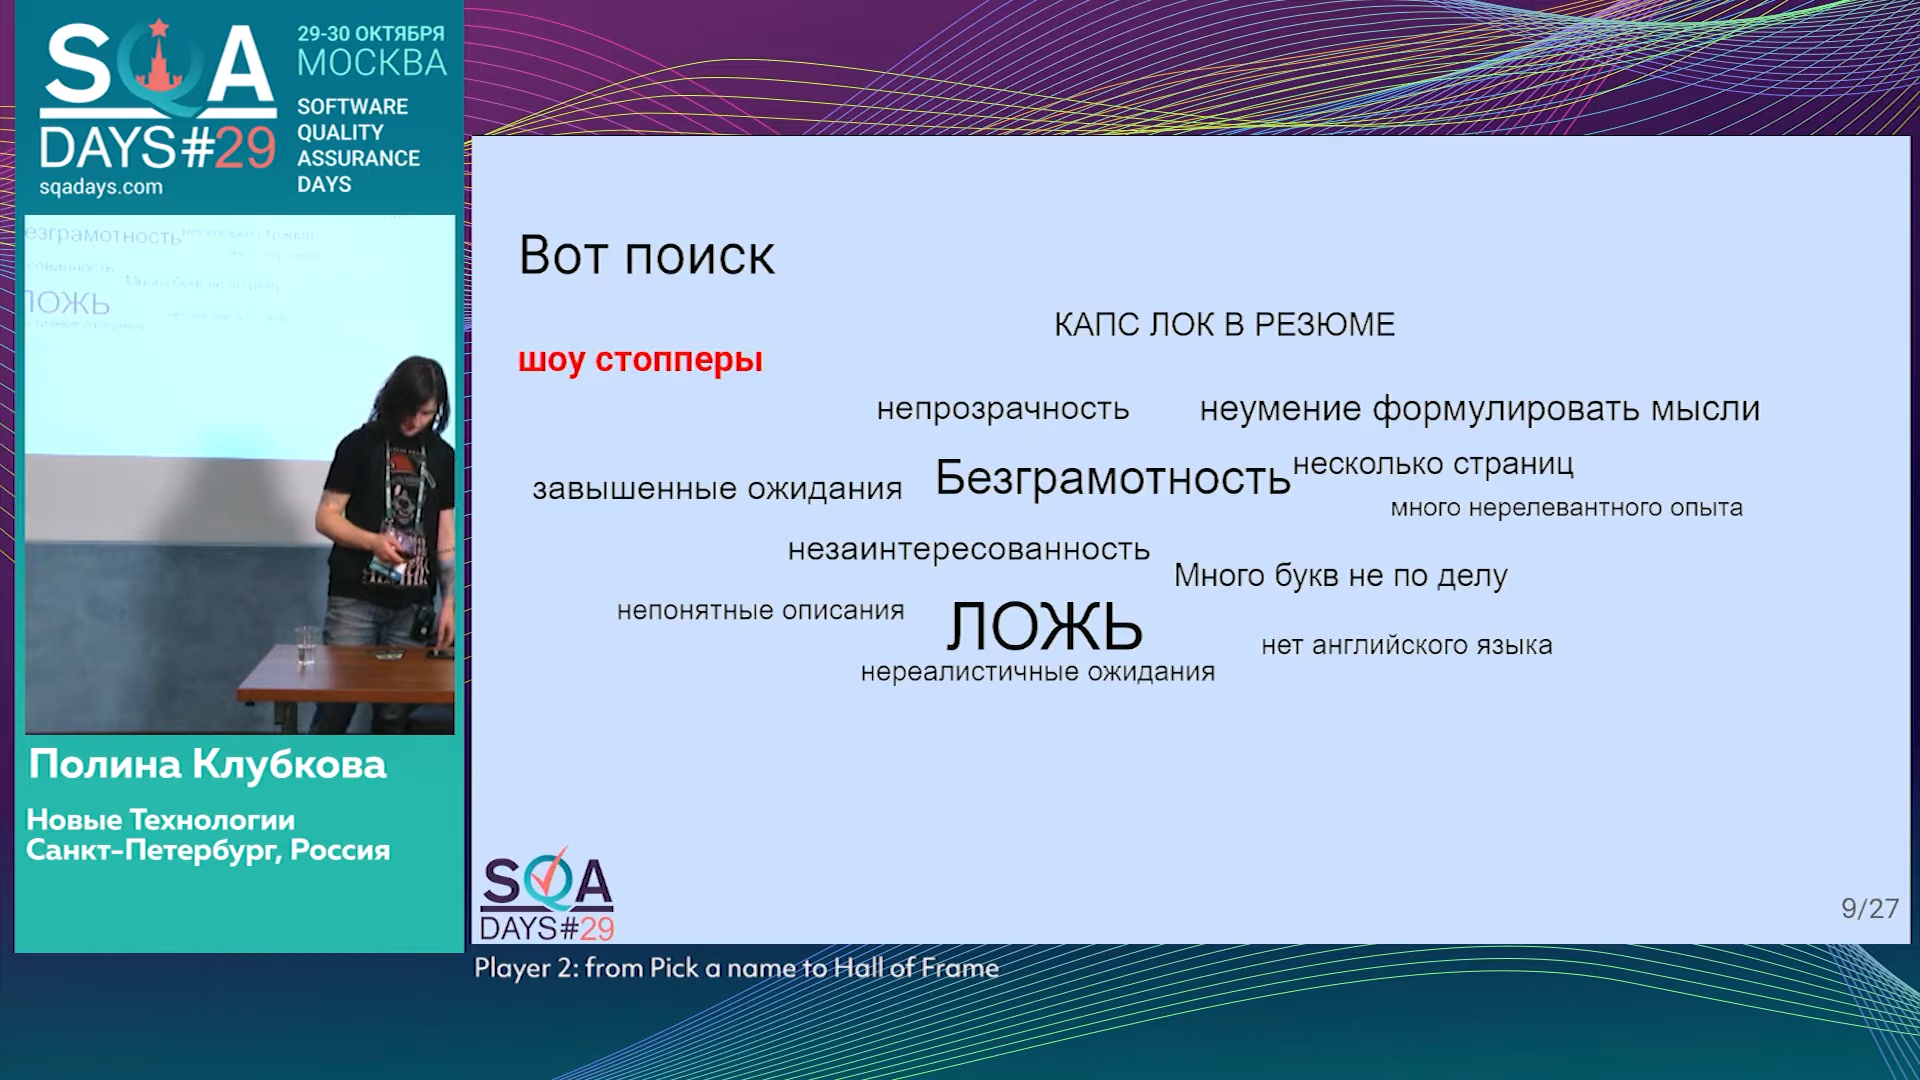 SQA
DAYS#29
sqadays.com
29-30 ОКТЯБРЯ
МОСКВА
SOFTWARE
QUALITY
ASSURANCE
DAYS
езграмотность
ЛОЖЬ
Полина Клубкова
Новые Технологии
Санкт-Петербург, Россия
Вот поиск
КАПС ЛОК В РЕЗЮМЕ
шоу стопперы
непрозрачность
неумение формулировать мысли
завышенные ожидания
Безграмотность
несколько страниц
много нерелевантного опыта
незаинтересованность
Много букв не по делу
непонятные описания
ЛОЖЬ
нет английского языка
нереалистичные ожидания
SQA
DAYS#29
9/27
Player 2: from Pick a name to Hall of Frame